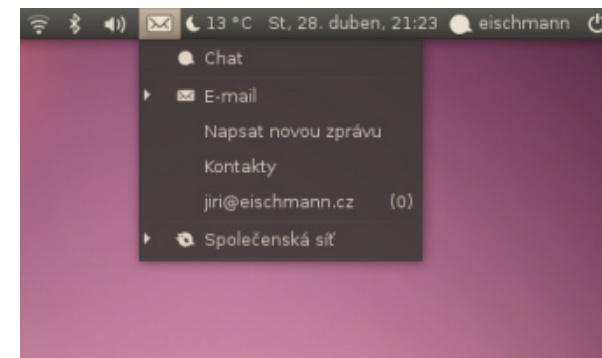 13 °C St, 28. duben, 21:23 eischmann
Chat
E-mail
Napsat novou zprávu
Kontakty
jiri@eischmann.cz (0)
Společenská síť